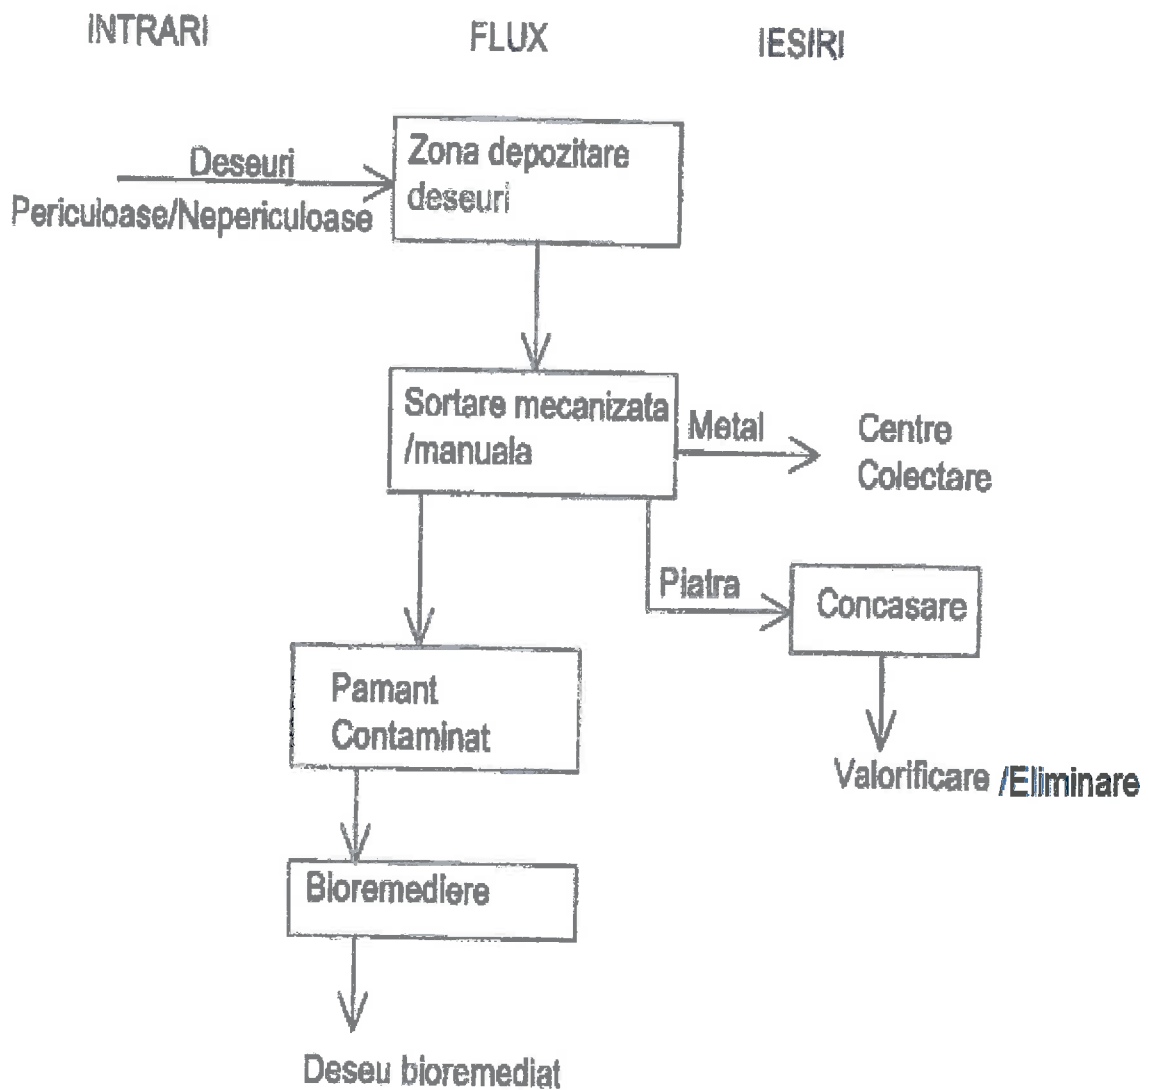 INTRARI
FLUX
IESIRI
Deseuri
Periculoase/Nepericuloase
Zona depozitare
deseuri
Sortare mecanizata
/manuala
Metal
Centre
Colectare
Piatra
Concasare
Valorificare /Eliminare
Pamant
Contaminat
Bioremediere
Deseu bioremediat